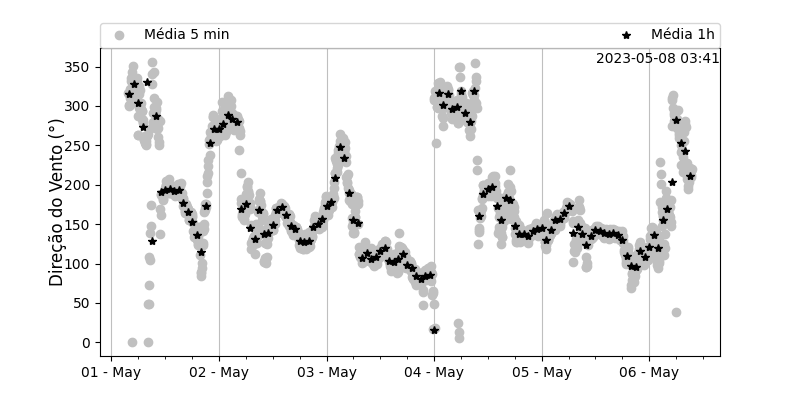 Média 5 min
Média 1h
2023-05-08 03:41
Direção do Vento (°)
350
300
250
200
150
100
50
0
01 - May
02 - May
03 - May
04 - May
05 - May
06 - May